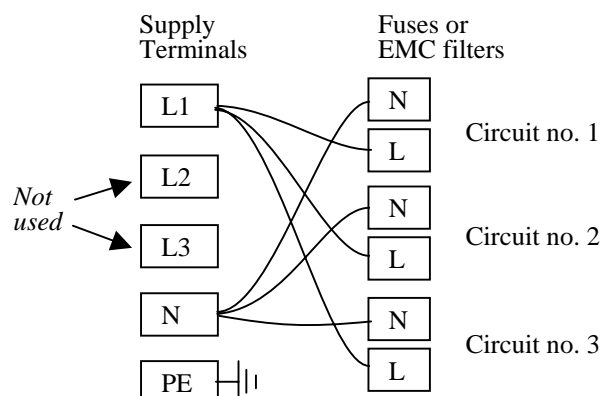 Supply
Terminals
L1
L2
L3
N
PE
Not
used
Fuses or
EMC filters
N
L
Circuit no. 1
N
L
Circuit no. 2
N
L
Circuit no. 3